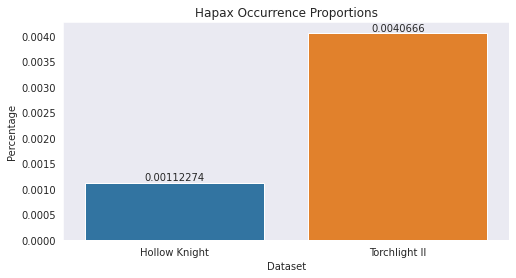 Hapax Occurrence Proportions
0.0040666
0.00112274
0.0040
0.0035
0.0030
0.0025
0.0020
0.0015
0.0010
0.0005
0.0000
Percentage
Hollow Knight
Torchlight II
Dataset